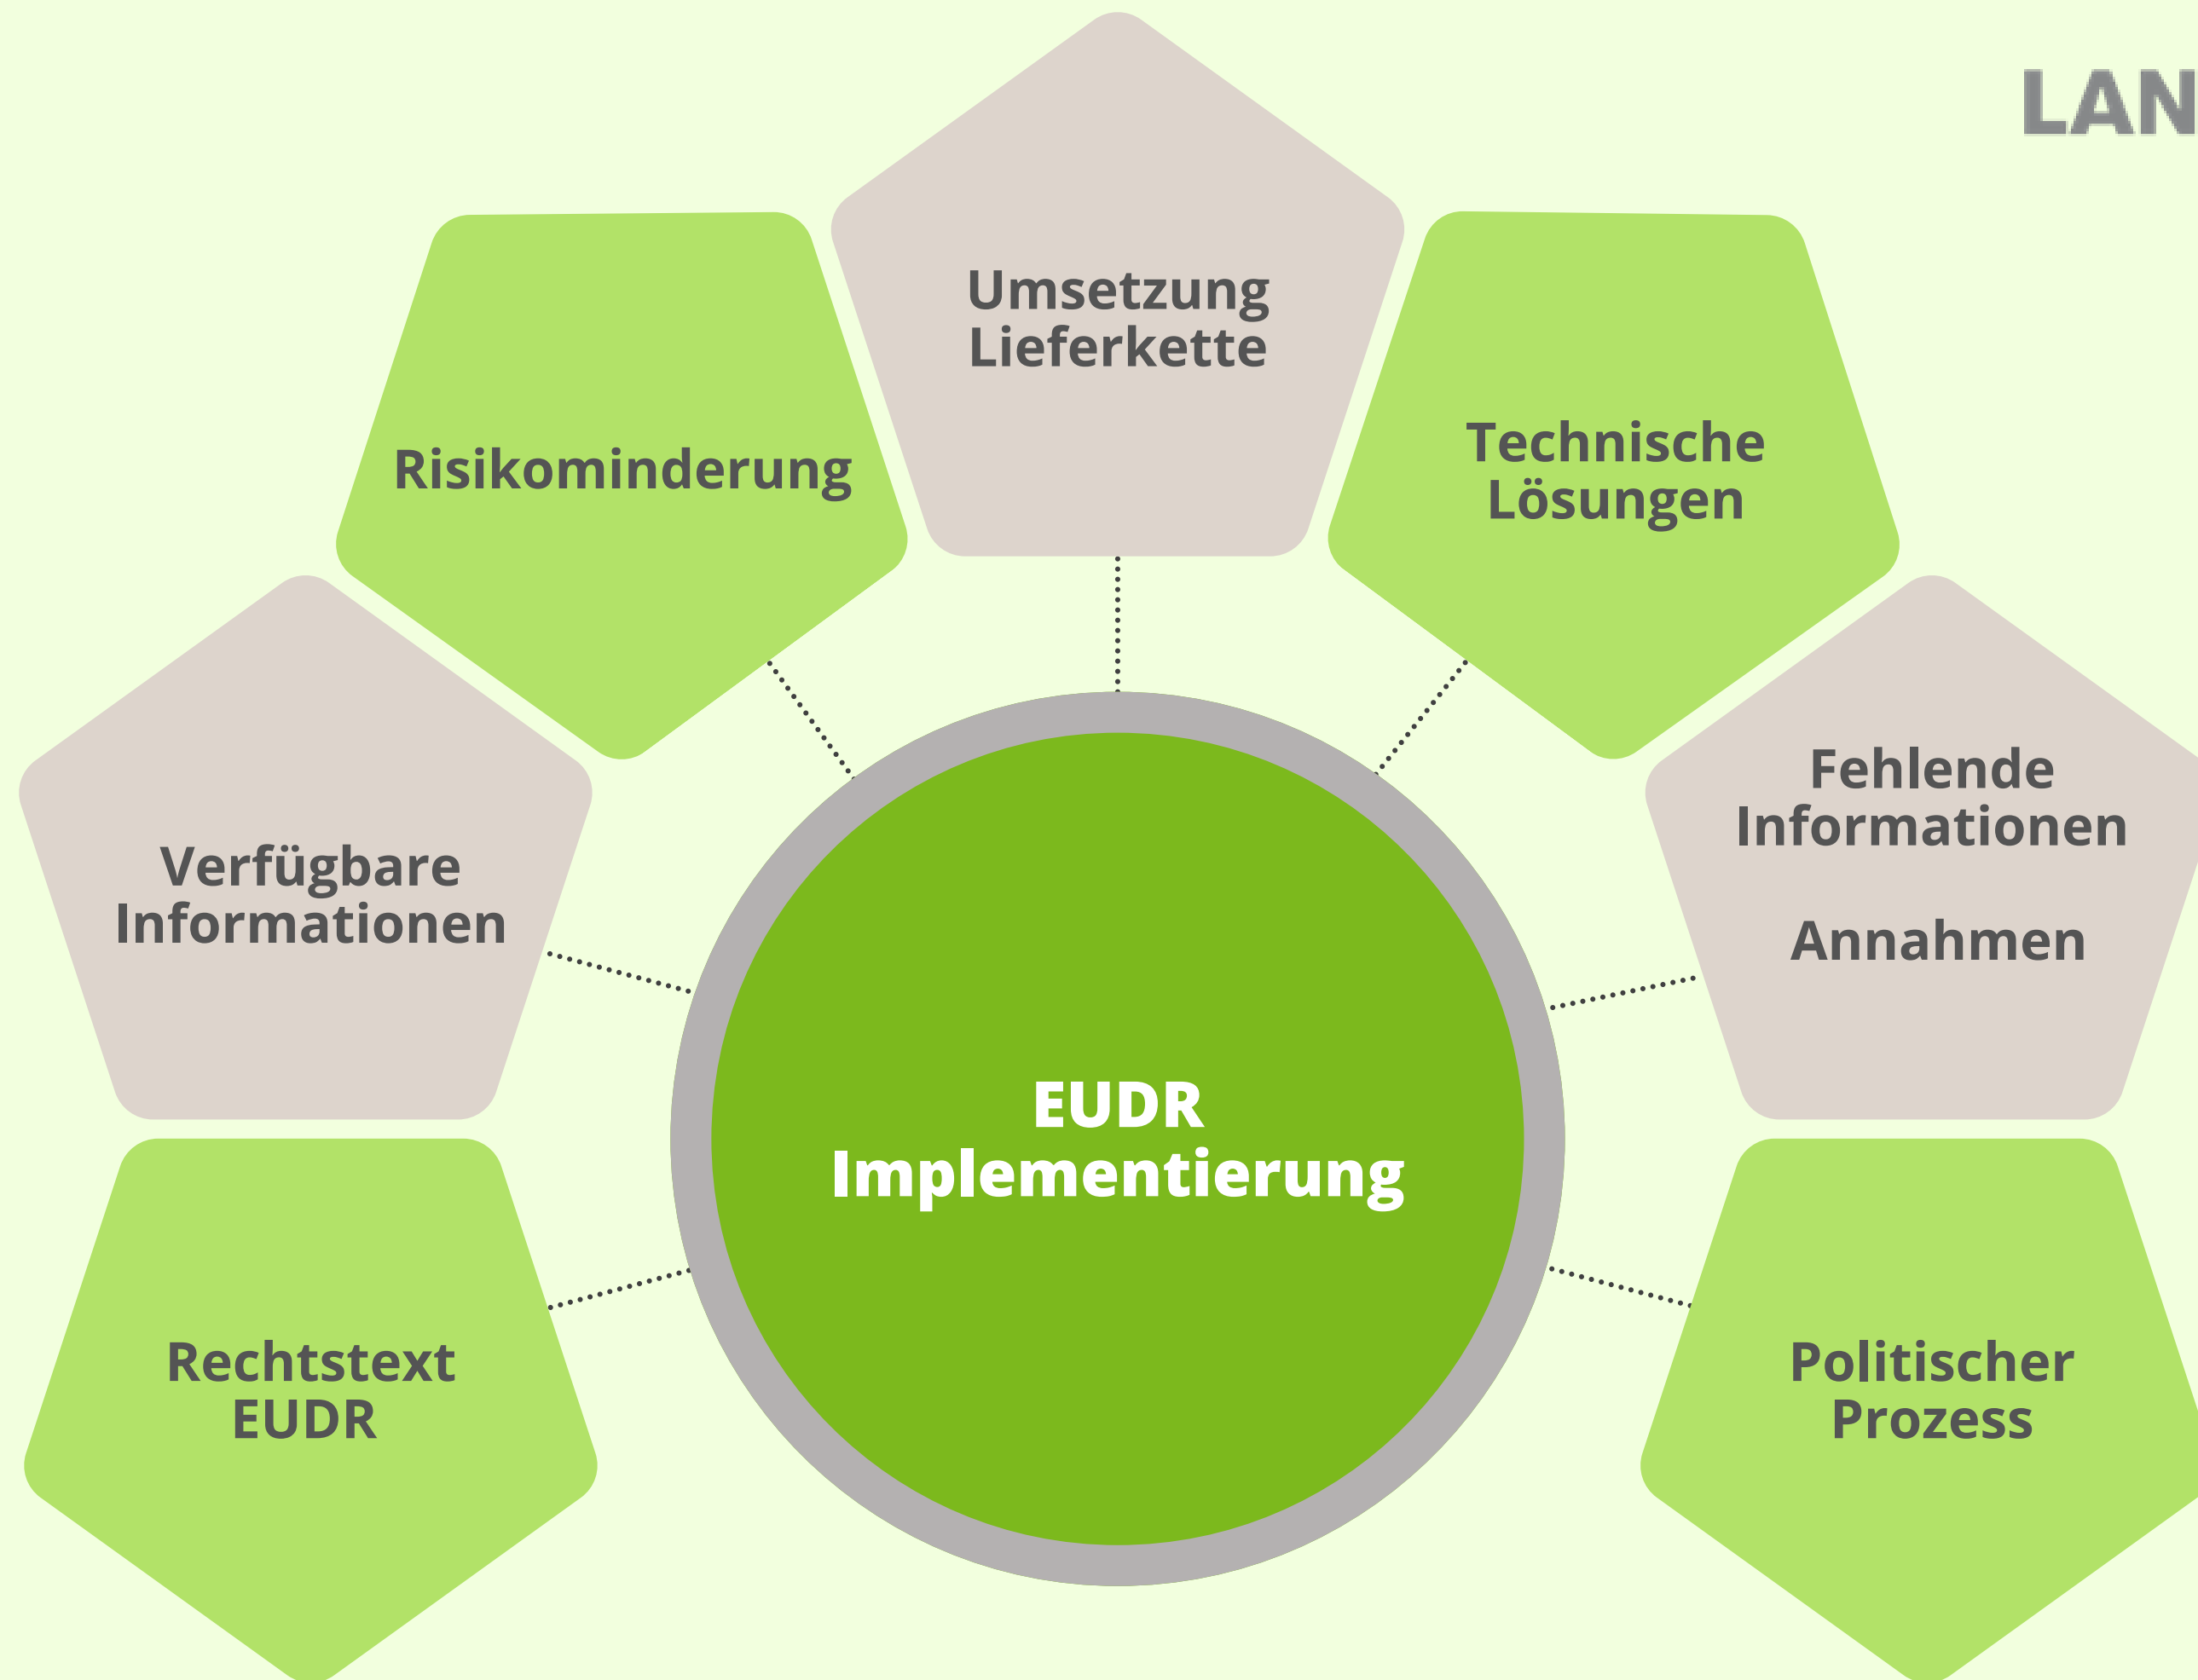 LAN
Umsetzung
Lieferkette
Risikominderung
Technische
Lösungen
Verfügbare
Informationen
Fehlende
Informationen
Annahmen
EUDR
Implementierung
Rechtstext
EUDR
Politischer
Prozess